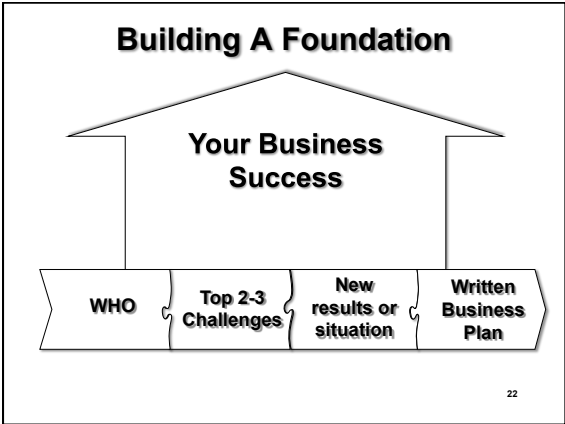 Building A Foundation
Your Business
Success
WHO
Top 2-3
Challenges
New
results or
situation
Written
Business
Plan
22